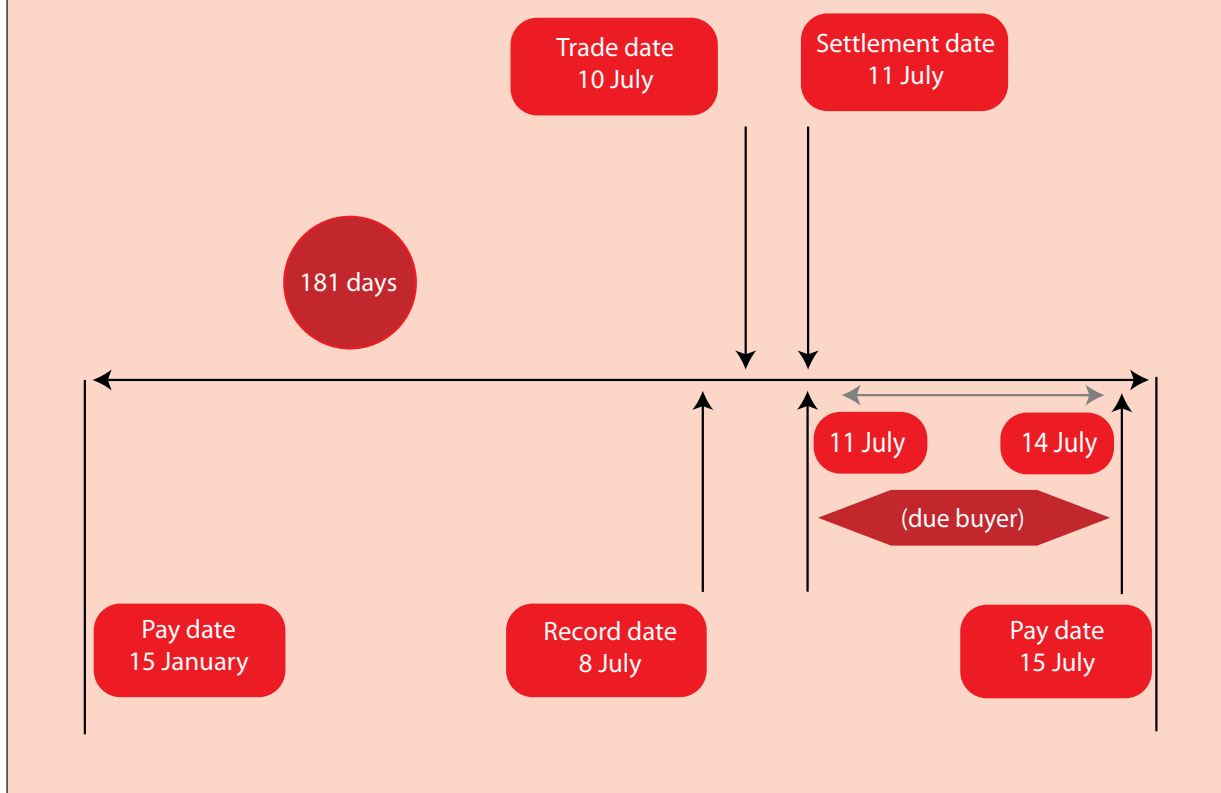 Trade date
10 July
Settlement date
11 July
181 days
11 July
14 July
(due buyer)
Pay date
15 January
Record date
8 July
Pay date
15 July